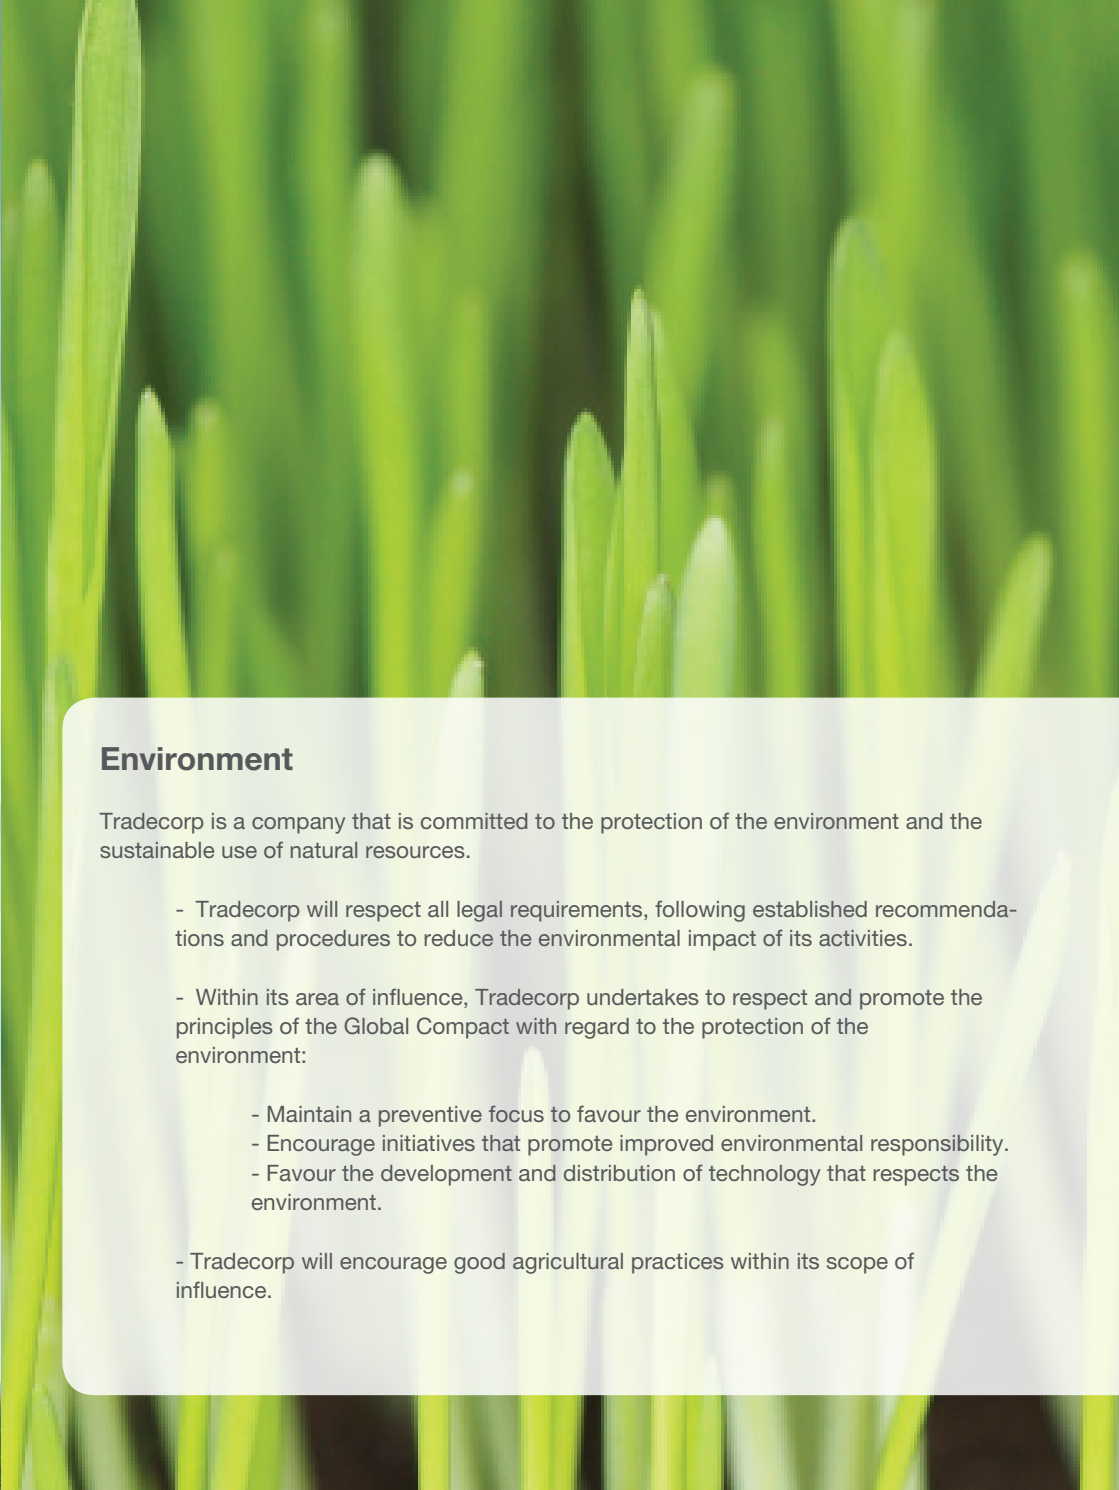 Environment
Tradecorp is a company that is committed to the protection of the environment and the
sustainable use of natural resources.
- Tradecorp will respect all legal requirements, following established recommenda-
tions and procedures to reduce the environmental impact of its activities.
- Within its area of influence, Tradecorp undertakes to respect and promote the
principles of the Global Compact with regard to the protection of the
environment:
- Maintain a preventive focus to favour the environment.
- Encourage initiatives that promote improved environmental responsibility.
- Favour the development and distribution of technology that respects the
environment.
- Tradecorp will encourage good agricultural practices within its scope of
influence.